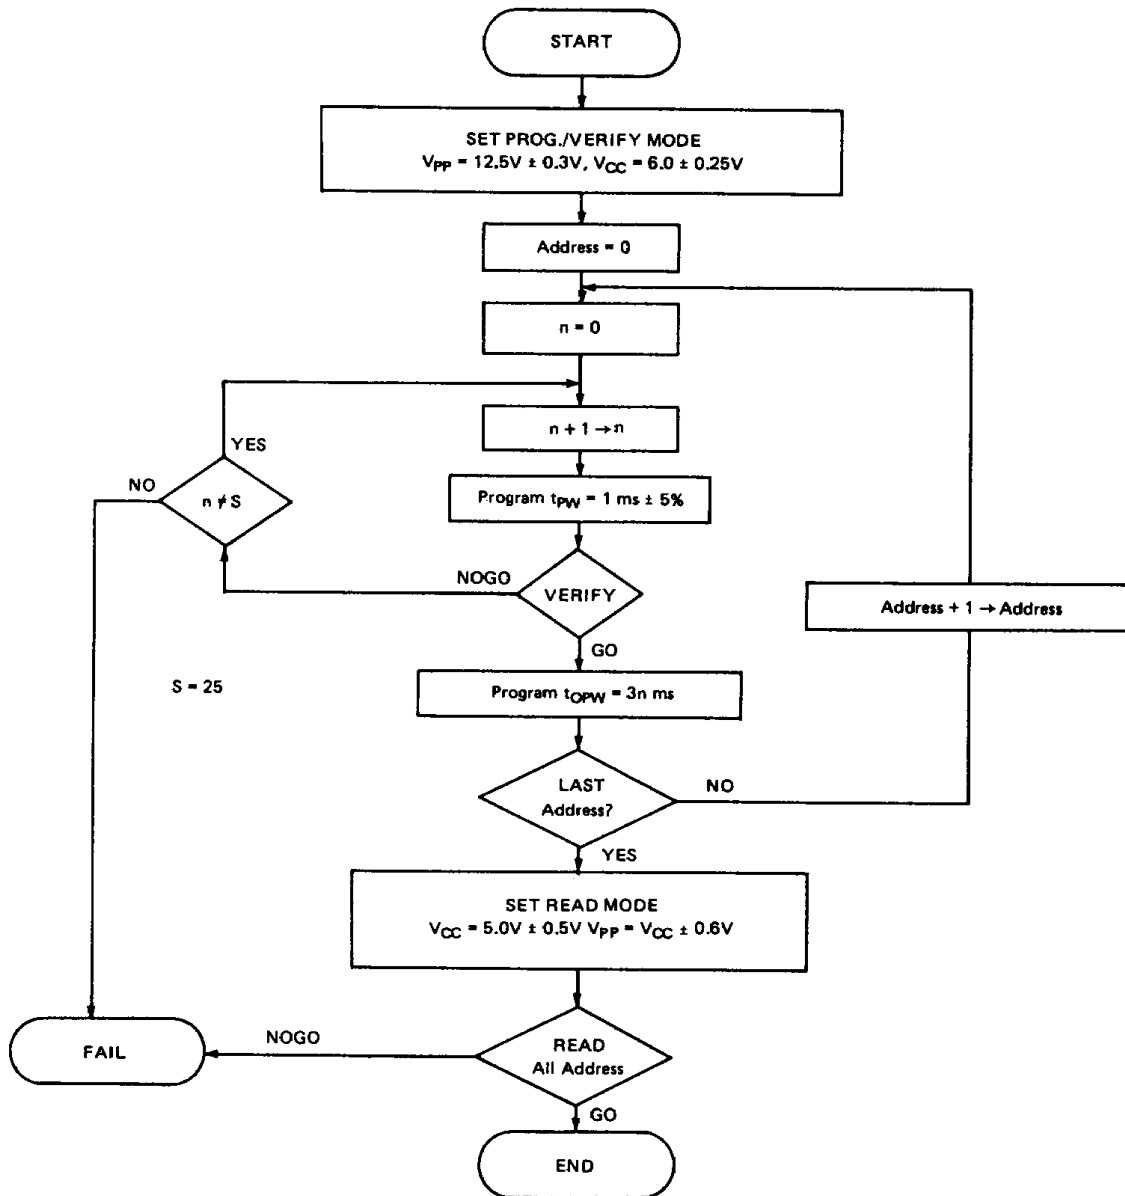 START
SET PROG./VERIFY MODE
VPP = 12.5V ± 0.3V, VCC = 6.0 ± 0.25V
Address = 0
n = 0
n + 1 → n
YES
NO
n ≠ S
Program tPW = 1 ms ± 5%
NOGO
VERIFY
Address + 1 → Address
GO
S = 25
Program tOPW = 3n ms
LAST
Address?
NO
YES
SET READ MODE
VCC = 5.0V ± 0.5V VPP = VCC ± 0.6V
NOGO
READ
All Address
FAIL
GO
END